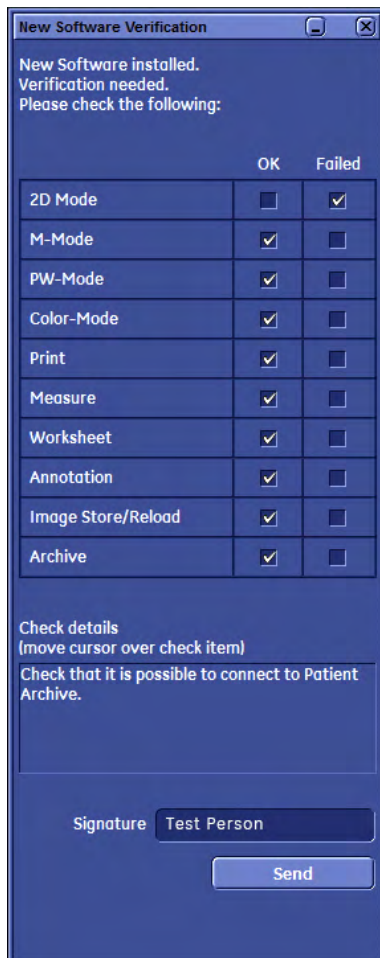 New Software Verification
New Software installed.
Verification needed.
Please check the following:
OK Failed
2D Mode
M-Mode
PW-Mode
Color-Mode
Print
Measure
Worksheet
Annotation
Image Store/Reload
Archive
Check details
(move cursor over check item)
Check that it is possible to connect to Patient
Archive.
Signature Test Person
Send